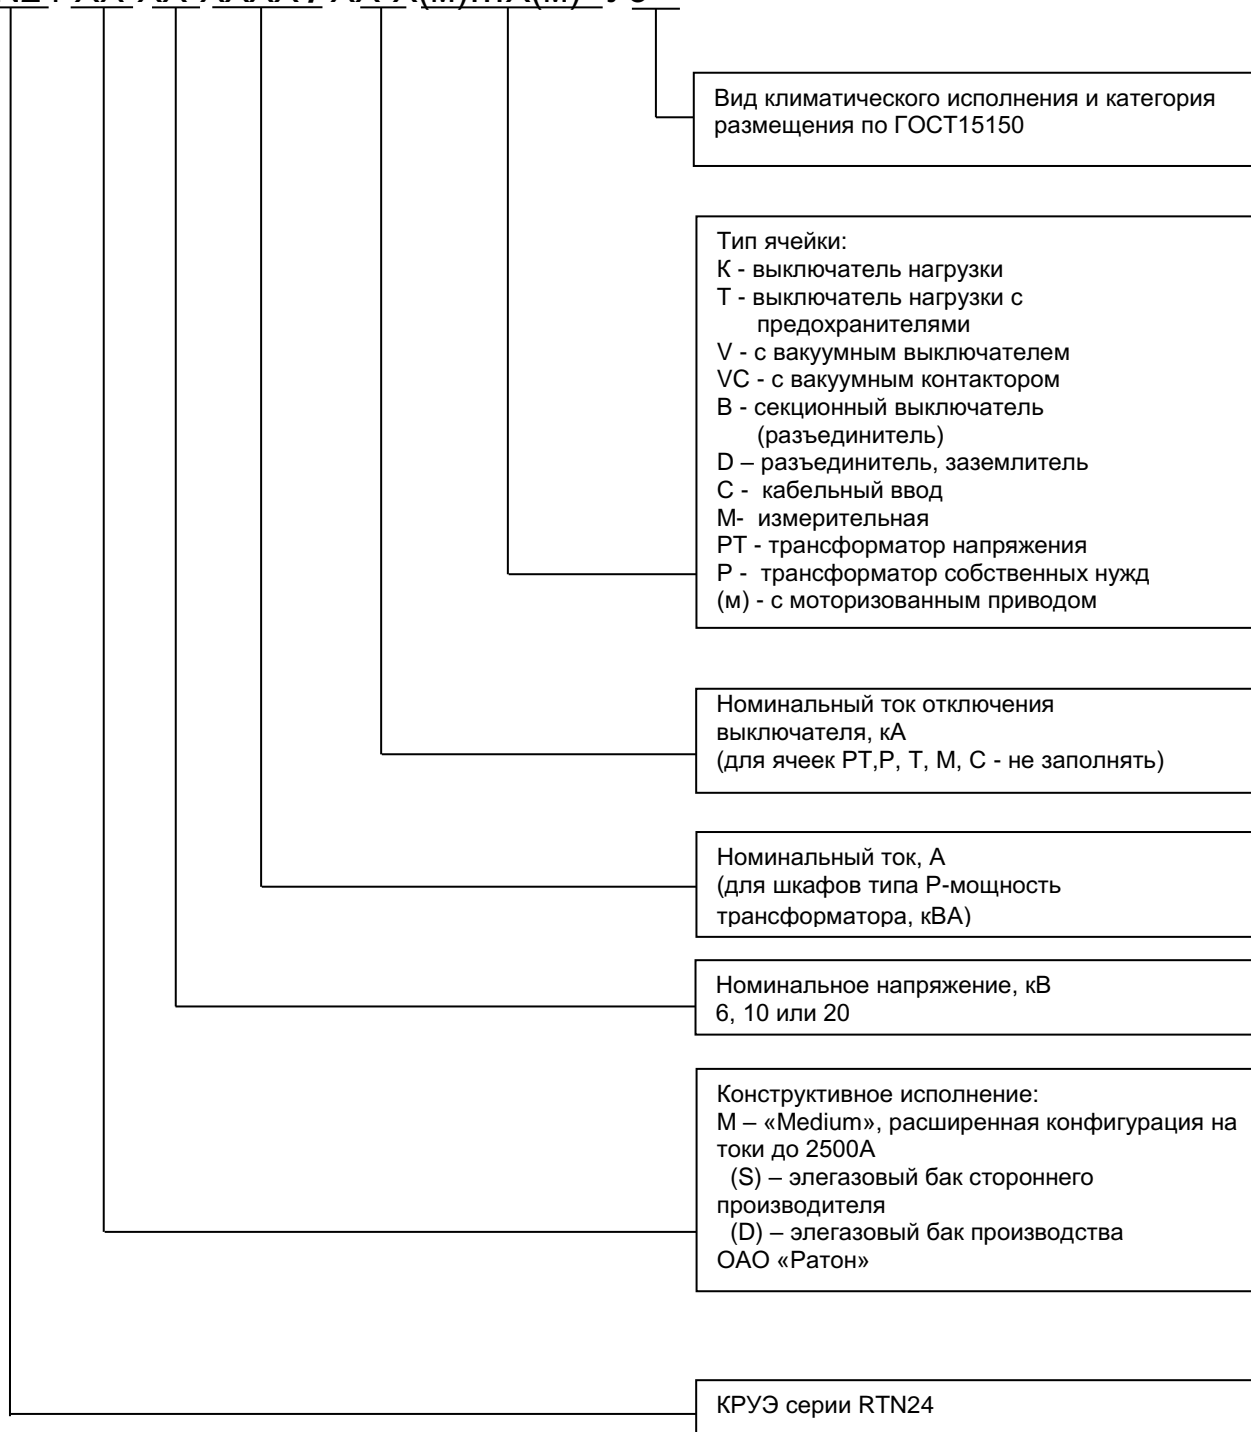 Вид климатического исполнения и категория
размещения по ГОСТ15150
Тип ячейки:
К - выключатель нагрузки
Т - выключатель нагрузки с
предохранителями
V - с вакуумным выключателем
VC - с вакуумным контактором
В - секционный выключатель
(разъединитель)
D – разъединитель, заземлитель
С - кабельный ввод
М- измерительная
РТ - трансформатор напряжения
Р - трансформатор собственных нужд
(м) - с моторизованным приводом
Номинальный ток отключения
выключателя, кА
(для ячеек РТ,Р, Т, М, С - не заполнять)
Номинальный ток, А
(для шкафов типа Р-мощность
трансформатора, кВА)
Номинальное напряжение, кВ
6, 10 или 20
Конструктивное исполнение:
М – «Medium», расширенная конфигурация на
токи до 2500А
(S) – элегазовый бак стороннего
производителя
(D) – элегазовый бак производства
ОАО «Ратон»
КРУЭ серии RTN24